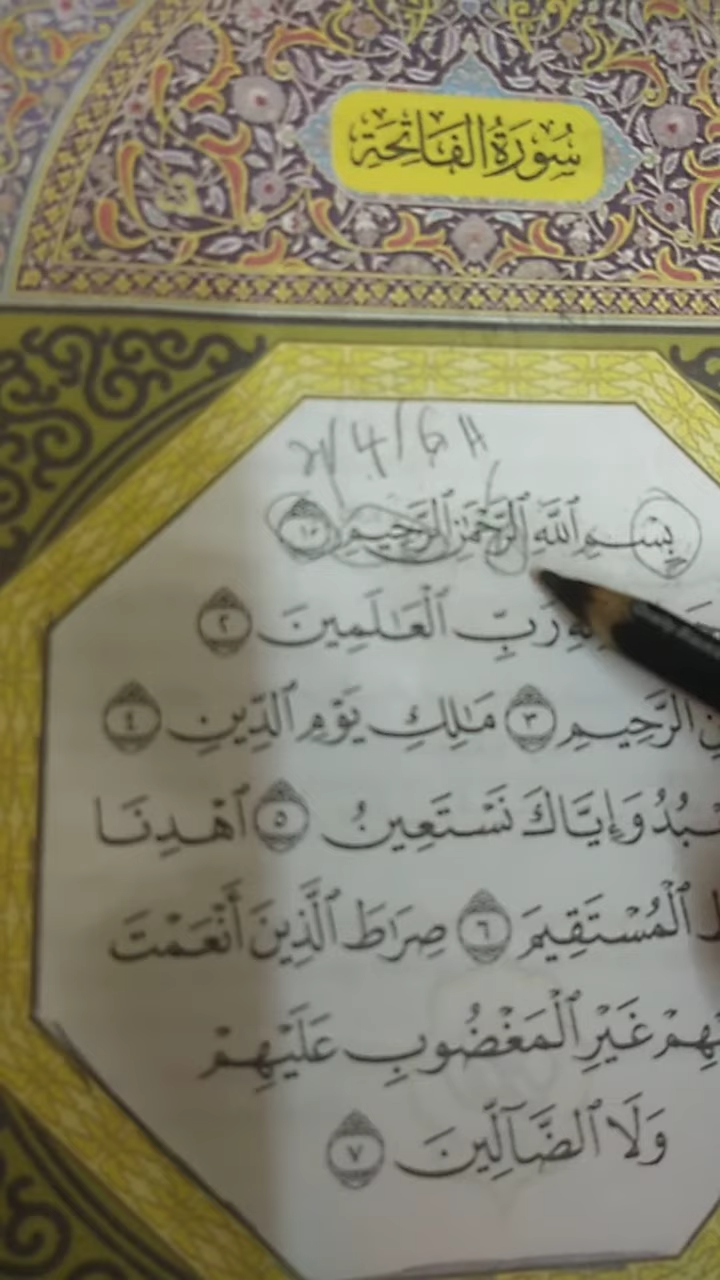 سُورَةُ الفَاتِحَةِ
بِسْمِ ٱللَّهِ ٱلرَّحْمَٰنِ ٱلرَّحِيمِ ١
رَبِّ ٱلْعَٰلَمِينَ ٢
ٱلرَّحِيمِ ٣ مَٰلِكِ يَوْمِ ٱلدِّينِ ٤
وَإِيَّاكَ نَسْتَعِينُ ٥ ٱهْدِنَا
ٱلْمُسْتَقِيمَ ٦ صِرَٰطَ ٱلَّذِينَ أَنْعَمْتَ
غَيْرِ ٱلْمَغْضُوبِ عَلَيْهِمْ
وَلَا ٱلضَّآلِّينَ ٧